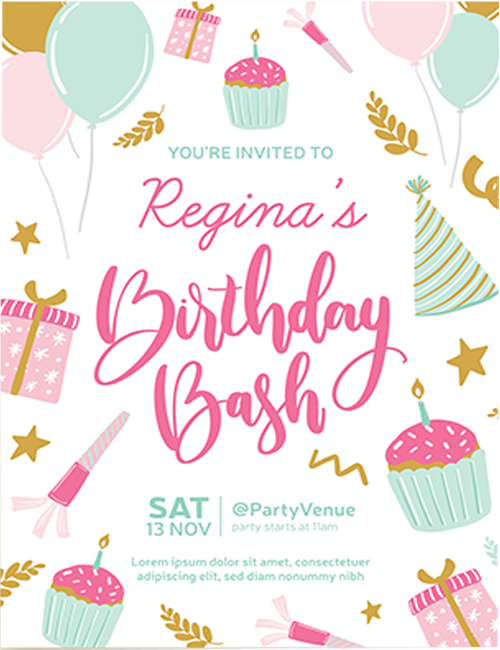 YOU'RE INVITED TO
Regina's
Birthday
Bash
SAT
13 NOV
@PartyVenue
party starts at 11am
Lorem ipsum dolor sit amet, consectetuer
adipiscing elit, sed diam nonummy nibh